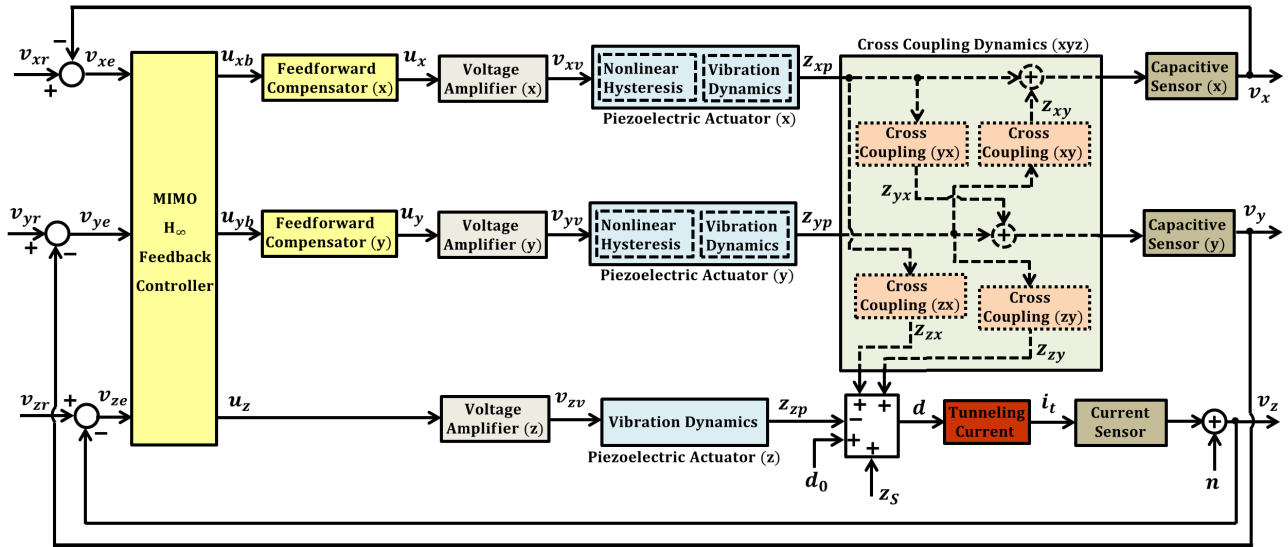 Cross Coupling Dynamics (xyz)
v_xr
−
+
v_xe
u_xb
Feedforward
Compensator (x)
u_x
Voltage
Amplifier (x)
v_xv
Nonlinear
Hysteresis
Vibration
Dynamics
Piezoelectric Actuator (x)
z_xp
+
z_xy
Cross
Coupling (yx)
Cross
Coupling (xy)
Capacitive
Sensor (x)
v_x
MIMO
H∞
Feedback
Controller
v_yr
+
−
v_ye
u_yb
Feedforward
Compensator (y)
u_y
Voltage
Amplifier (y)
v_yv
Nonlinear
Hysteresis
Vibration
Dynamics
Piezoelectric Actuator (y)
z_yp
z_yx
+
Capacitive
Sensor (y)
v_y
Cross
Coupling (zx)
Cross
Coupling (zy)
z_zx
z_zy
v_zr
+
−
v_ze
u_z
Voltage
Amplifier (z)
v_zv
Vibration Dynamics
Piezoelectric Actuator (z)
z_zp
+
+
−
+
+
d_0
z_S
d
Tunneling
Current
i_t
Current
Sensor
+
n
v_z